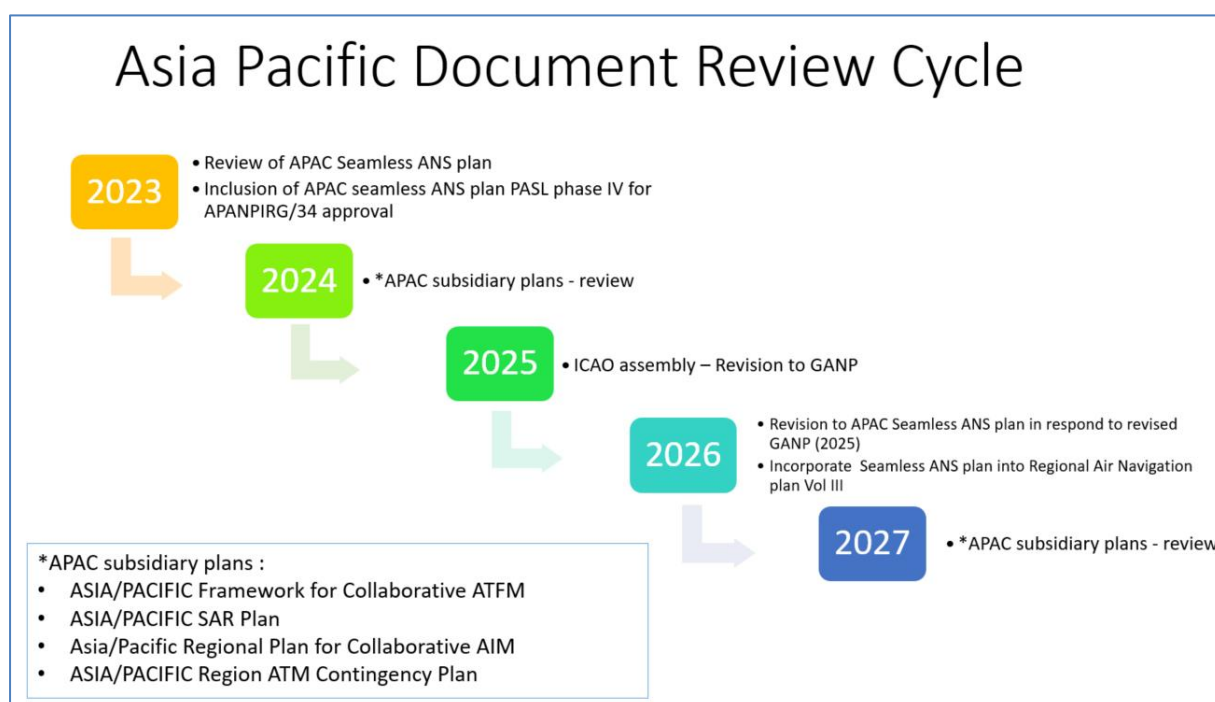 Asia Pacific Document Review Cycle
2023
• Review of APAC Seamless ANS plan
• Inclusion of APAC seamless ANS plan PASL phase IV for
APANPIRG/34 approval
2024
• *APAC subsidiary plans - review
2025
• ICAO assembly – Revision to GANP
2026
• Revision to APAC Seamless ANS plan in respond to revised
GANP (2025)
• Incorporate Seamless ANS plan into Regional Air Navigation
plan Vol III
2027
• *APAC subsidiary plans - review
*APAC subsidiary plans :
• ASIA/PACIFIC Framework for Collaborative ATFM
• ASIA/PACIFIC SAR Plan
• Asia/Pacific Regional Plan for Collaborative AIM
• ASIA/PACIFIC Region ATM Contingency Plan